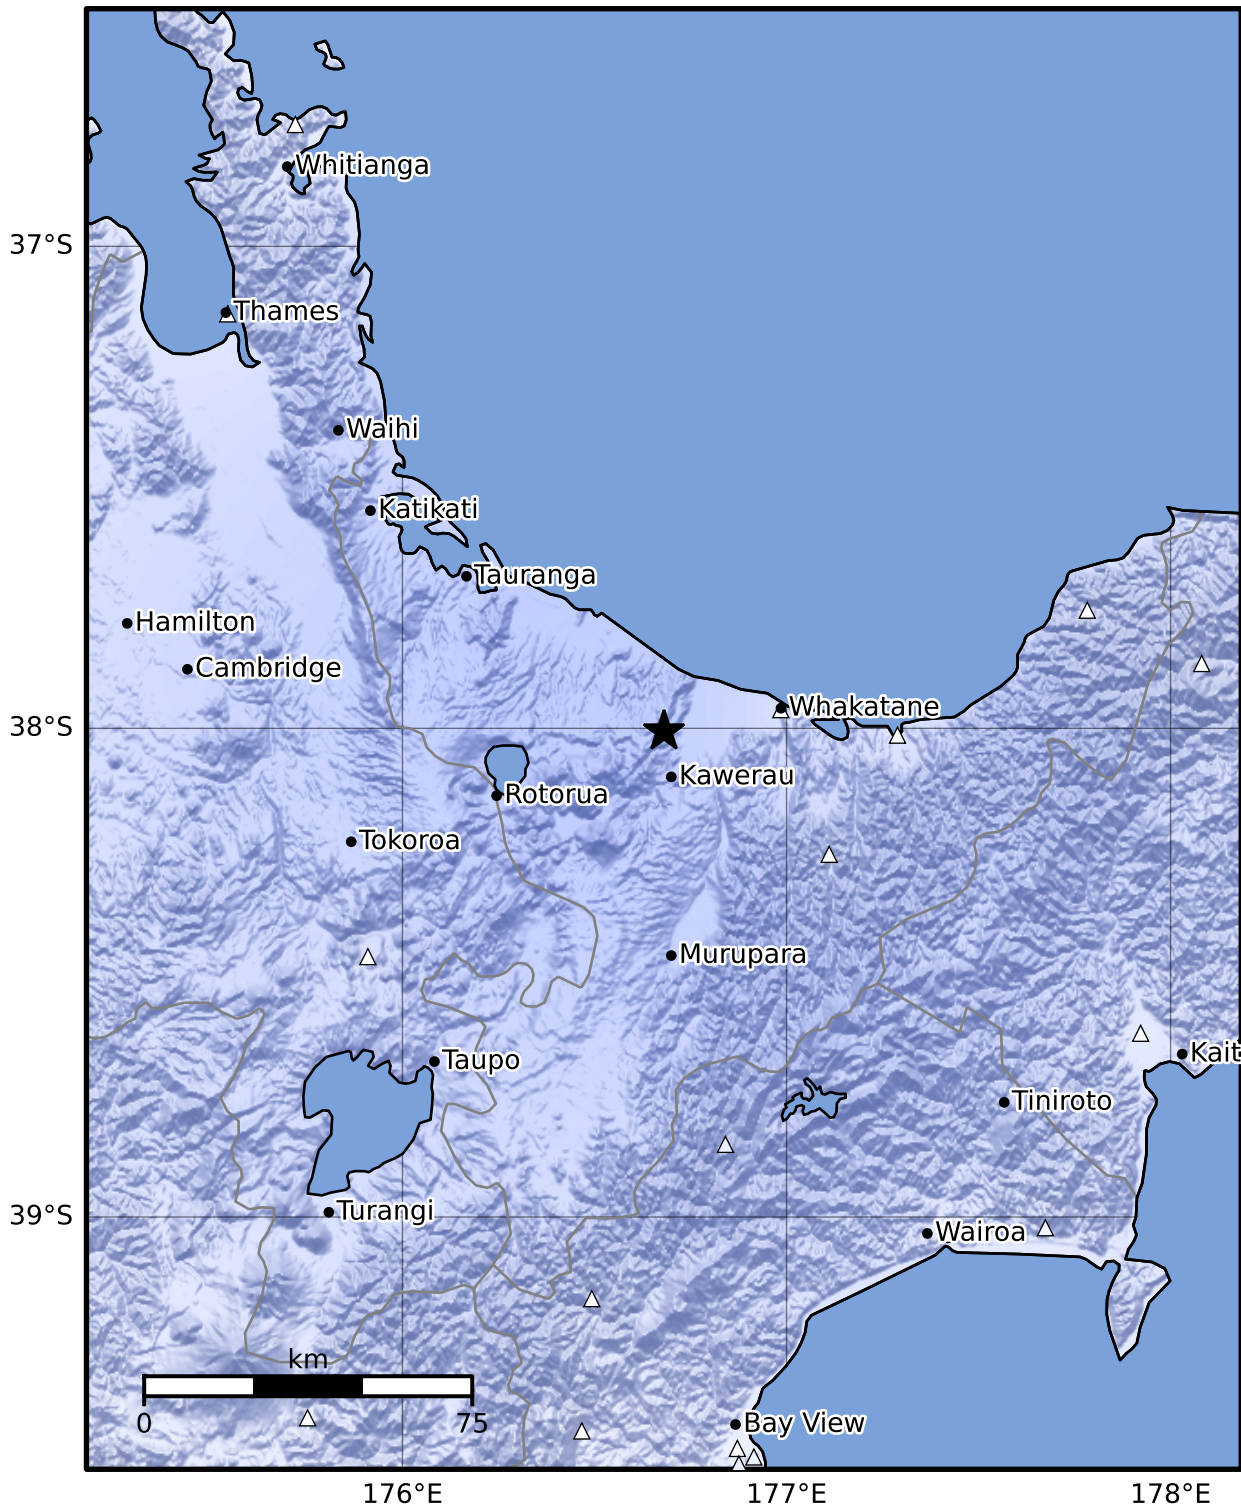 Whitianga
37°S
Thames
Waihi
Katikati
Tauranga
Hamilton
Cambridge
Whakatane
38°S
Kawerau
Rotorua
Tokoroa
Murupara
Taupo
Kait
Tiniroto
Turangi
39°S
Wairoa
km
0
75
Bay View
176°E
177°E
178°E